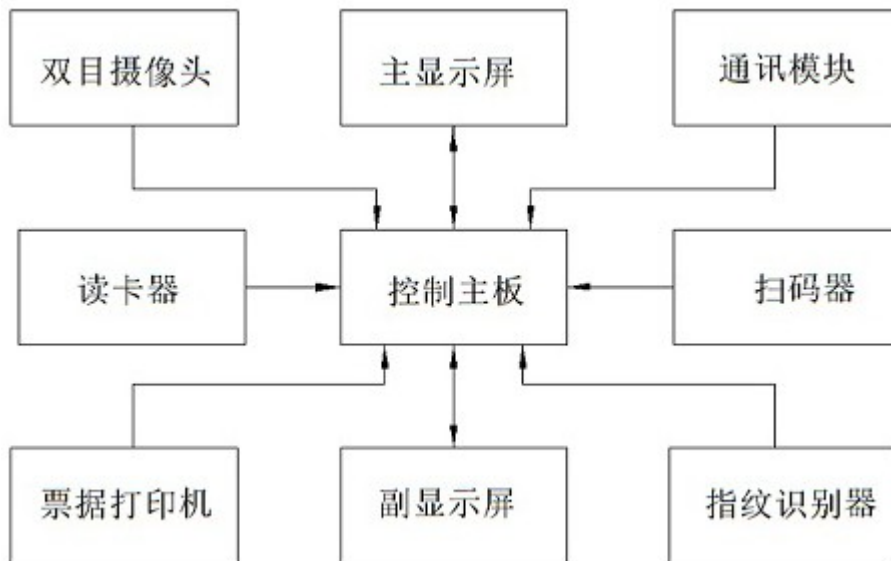 双目摄像头
主显示屏
通讯模块
读卡器
控制主板
扫码器
票据打印机
副显示屏
指纹识别器